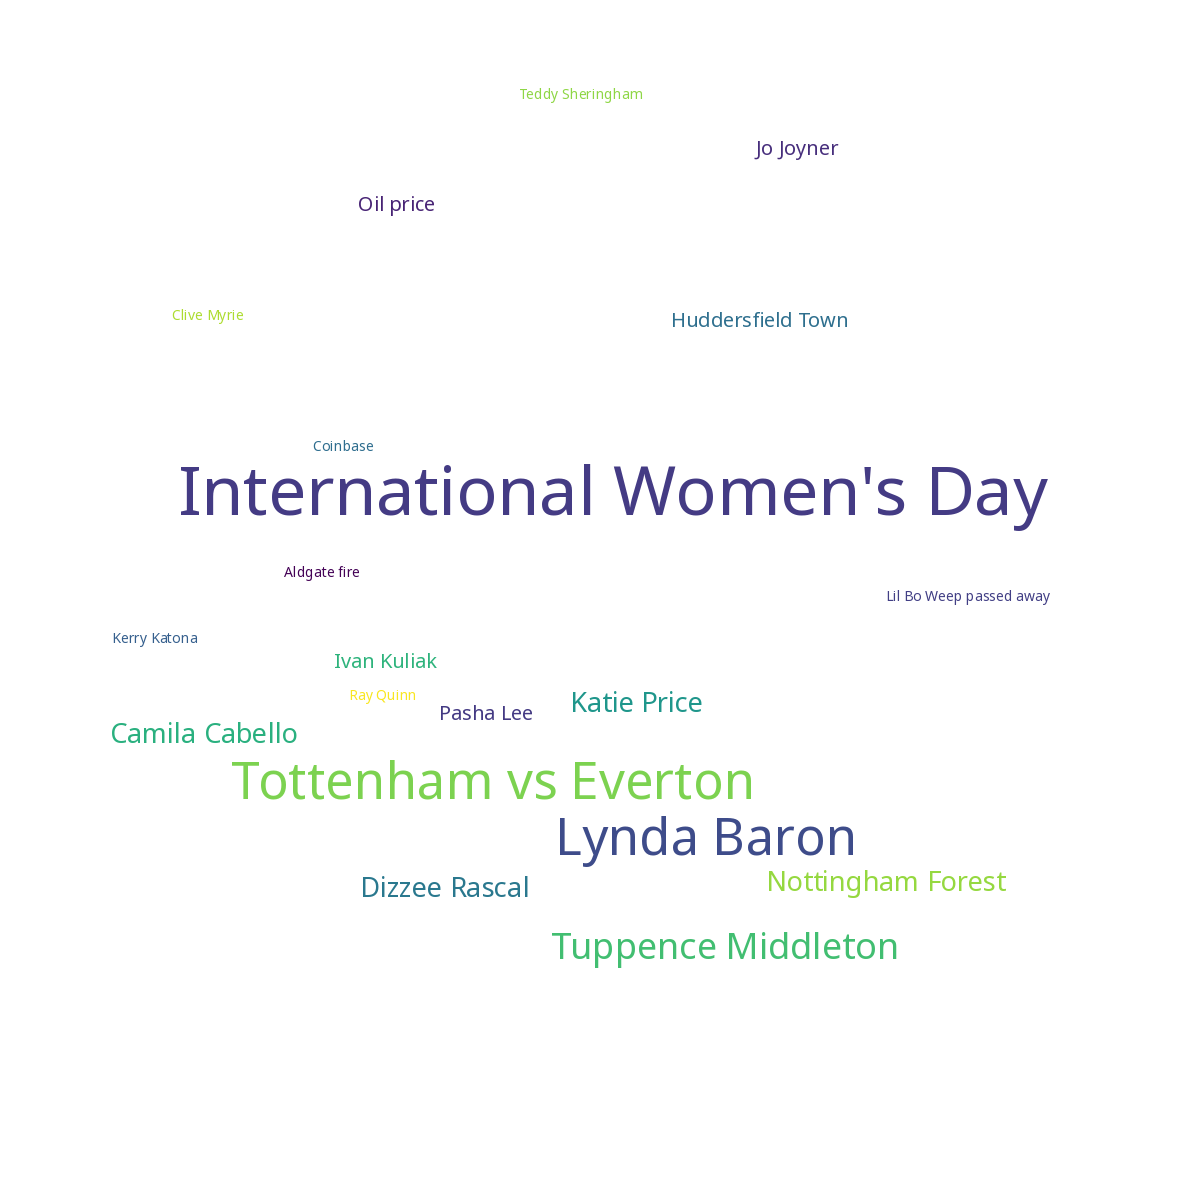 Teddy Sheringham
Jo Joyner
Oil price
Clive Myrie
Huddersfield Town
Coinbase
International Women's Day
Aldgate fire
Lil Bo Weep passed away
Kerry Katona
Ivan Kuliak
Ray Quinn
Katie Price
Pasha Lee
Camila Cabello
Tottenham vs Everton
Lynda Baron
Nottingham Forest
Dizzee Rascal
Tuppence Middleton